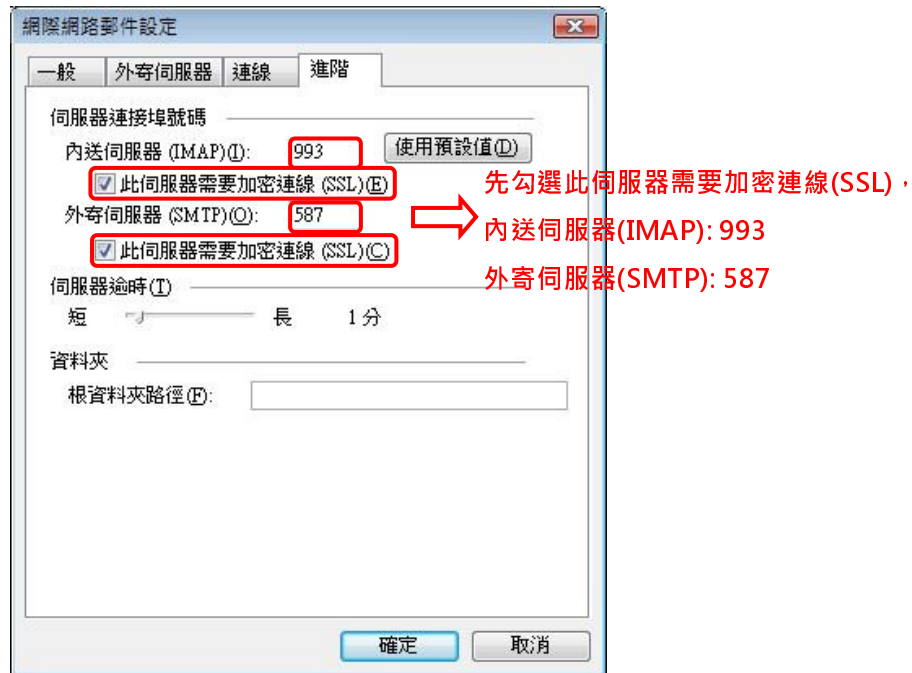 網際網路郵件設定
一般 外寄伺服器 連線 進階
伺服器連接埠號碼
內送伺服器 (IMAP)(I): 993 使用預設值(D)
此伺服器需要加密連線 (SSL)(E)
外寄伺服器 (SMTP)(O): 587
此伺服器需要加密連線 (SSL)(C)
先勾選此伺服器需要加密連線(SSL)，
內送伺服器(IMAP): 993
外寄伺服器(SMTP): 587
伺服器逾時(T)
短 長 1分
資料夾
根資料夾路徑(F):
確定 取消